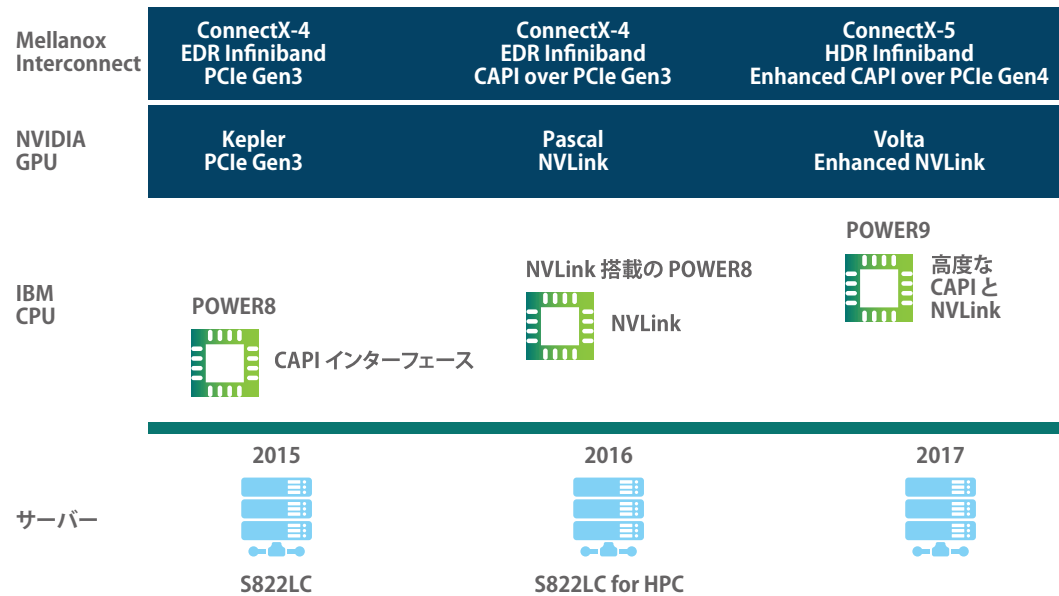 Mellanox
Interconnect
ConnectX-4
EDR Infiniband
PCIe Gen3
ConnectX-4
EDR Infiniband
CAPI over PCIe Gen3
ConnectX-5
HDR Infiniband
Enhanced CAPI over PCIe Gen4
NVIDIA
GPU
Kepler
PCIe Gen3
Pascal
NVLink
Volta
Enhanced NVLink
IBM
CPU
POWER8
CAPI インターフェース
NVLink 搭載の POWER8
NVLink
POWER9
高度な
CAPI と
NVLink
サーバー
2015
S822LC
2016
S822LC for HPC
2017